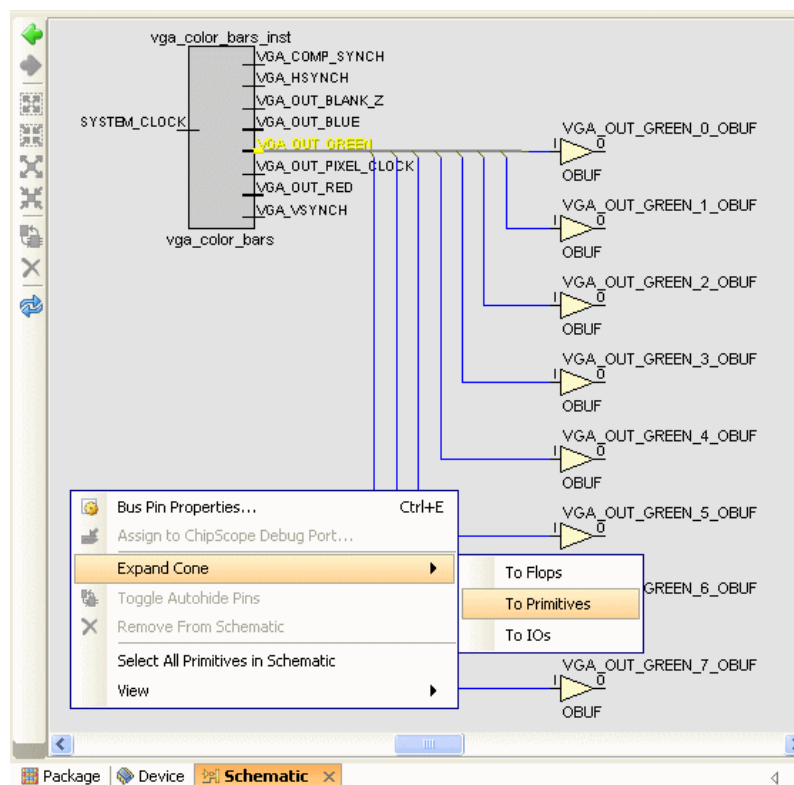 vga_color_bars_inst
VGA_COMP_SYNCH
VGA_HSYNCH
VGA_OUT_BLANK_Z
SYSTEM_CLOCK
VGA_OUT_BLUE
VGA_OUT_GREEN
VGA_OUT_PIXEL_CLOCK
VGA_OUT_RED
VGA_VSYNCH
vga_color_bars
VGA_OUT_GREEN_0_OBUF
I
O
OBUF
VGA_OUT_GREEN_1_OBUF
I
O
OBUF
VGA_OUT_GREEN_2_OBUF
I
O
OBUF
VGA_OUT_GREEN_3_OBUF
I
O
OBUF
VGA_OUT_GREEN_4_OBUF
I
O
OBUF
VGA_OUT_GREEN_5_OBUF
I
O
OBUF
GREEN_6_OBUF
VGA_OUT_GREEN_7_OBUF
I
O
OBUF
Bus Pin Properties... Ctrl+E
Assign to ChipScope Debug Port...
Expand Cone
Toggle Autohide Pins
Remove From Schematic
Select All Primitives in Schematic
View
To Flops
To Primitives
To IOs
Package Device Schematic